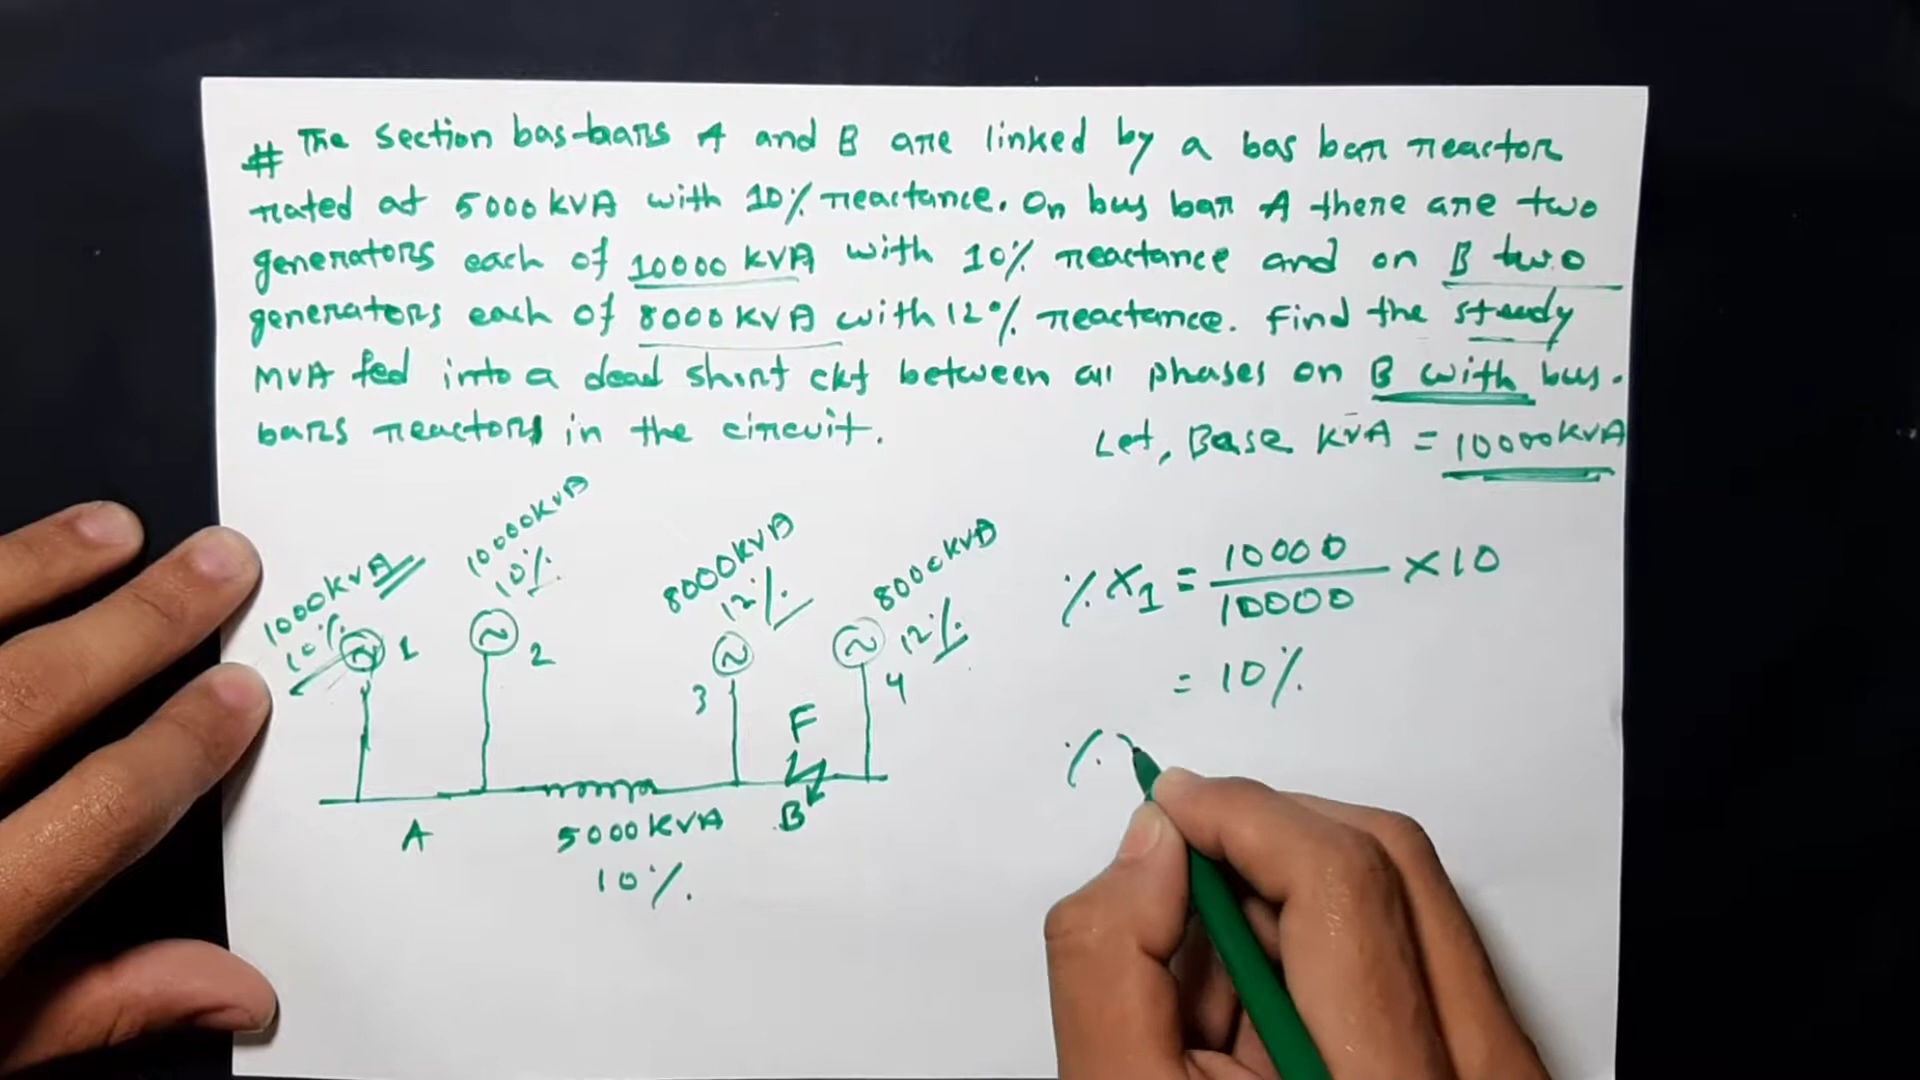 # The section bas-bars A and B are linked by a bas bar reactor
rated at 5000 KVA with 10% reactance. On bus bar A there are two
generators each of 10000 KVA with 10% reactance and on B two
generators each of 8000 KVA with 12% reactance. Find the steady
MVA fed into a dead short ckt between all phases on B with bus.
bars reactors in the circuit.
Let, Base KVA = 10000 KVA
1000 KVA
10%
1
10000 KVA
10%
2
8000 KVA
12%
3
8000 KVA
12%
4
F
A
5000 KVA
10%
B
% X1 = 10000
10000
× 10
= 10%
%